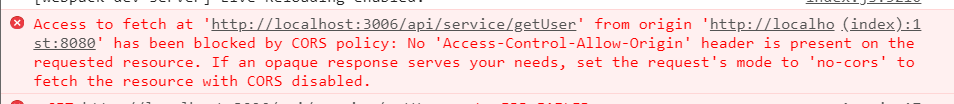 Access to fetch at 'http://localhost:3006/api/service/getUser' from origin 'http://localho (index):1
st:8080' has been blocked by CORS policy: No 'Access-Control-Allow-Origin' header is present on the
requested resource. If an opaque response serves your needs, set the request's mode to 'no-cors' to
fetch the resource with CORS disabled.